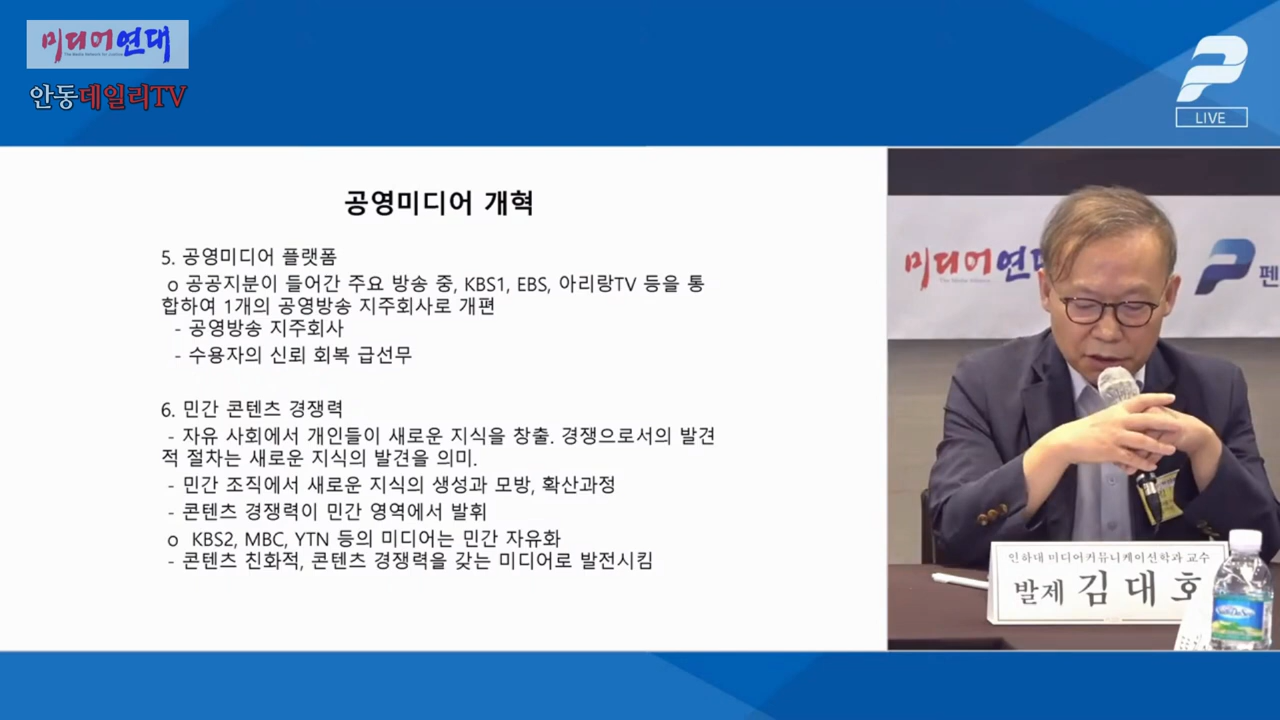 미디어연대
안동데일리TV
LIVE
공영미디어 개혁
5. 공영미디어 플랫폼
o 공공지분이 들어간 주요 방송 중, KBS1, EBS, 아리랑TV 등을 통
합하여 1개의 공영방송 지주회사로 개편
- 공영방송 지주회사
- 수용자의 신뢰 회복 급선무
6. 민간 콘텐츠 경쟁력
- 자유 사회에서 개인들이 새로운 지식을 창출. 경쟁으로서의 발견
적 절차는 새로운 지식의 발견을 의미.
- 민간 조직에서 새로운 지식의 생성과 모방, 확산과정
- 콘텐츠 경쟁력이 민간 영역에서 발휘
o KBS2, MBC, YTN 등의 미디어는 민간 자유화
- 콘텐츠 친화적, 콘텐츠 경쟁력을 갖는 미디어로 발전시킴
미디어연대
펜
인하대 미디어커뮤니케이션학과 교수
발제 김대호